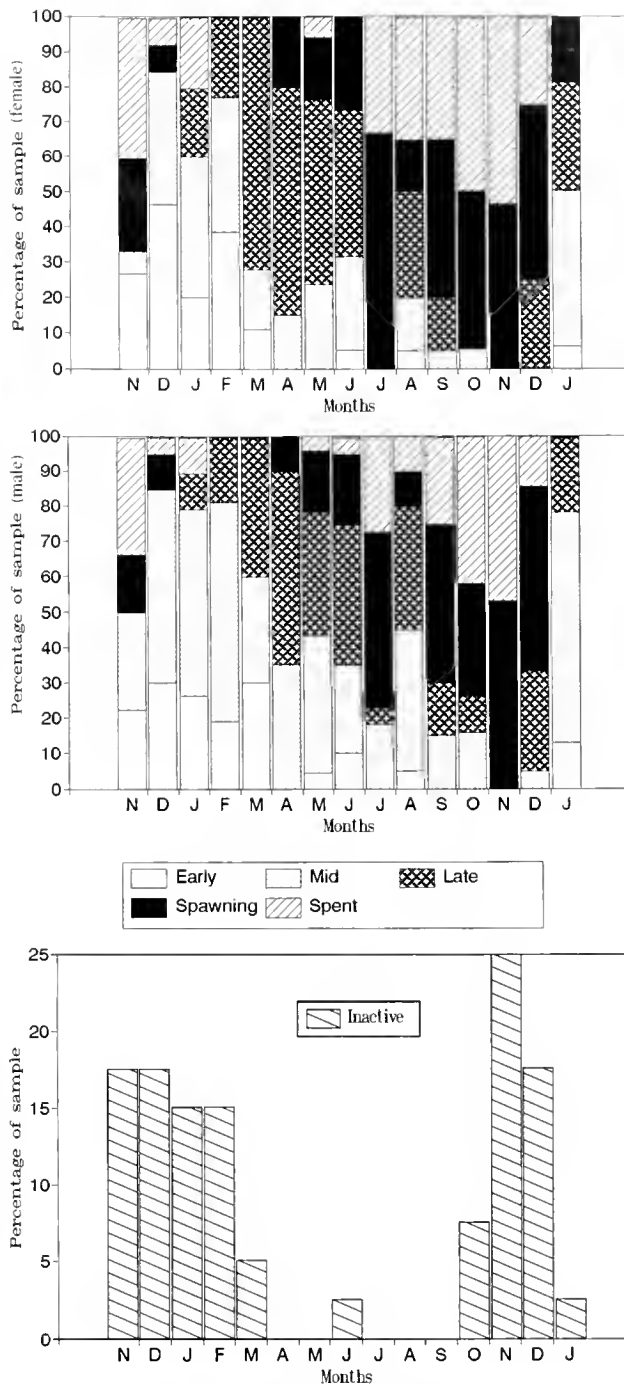 Percentage of sample (female)
100
90
80
70
60
50
40
30
20
10
0
N D J F M A M J J A S O N D J
Months
Percentage of sample (male)
100
90
80
70
60
50
40
30
20
10
0
N D J F M A M J J A S O N D J
Months
Early Mid Late
Spawning Spent
Percentage of sample
25
20
15
10
5
0
Inactive
N D J F M A M J J A S O N D J
Months